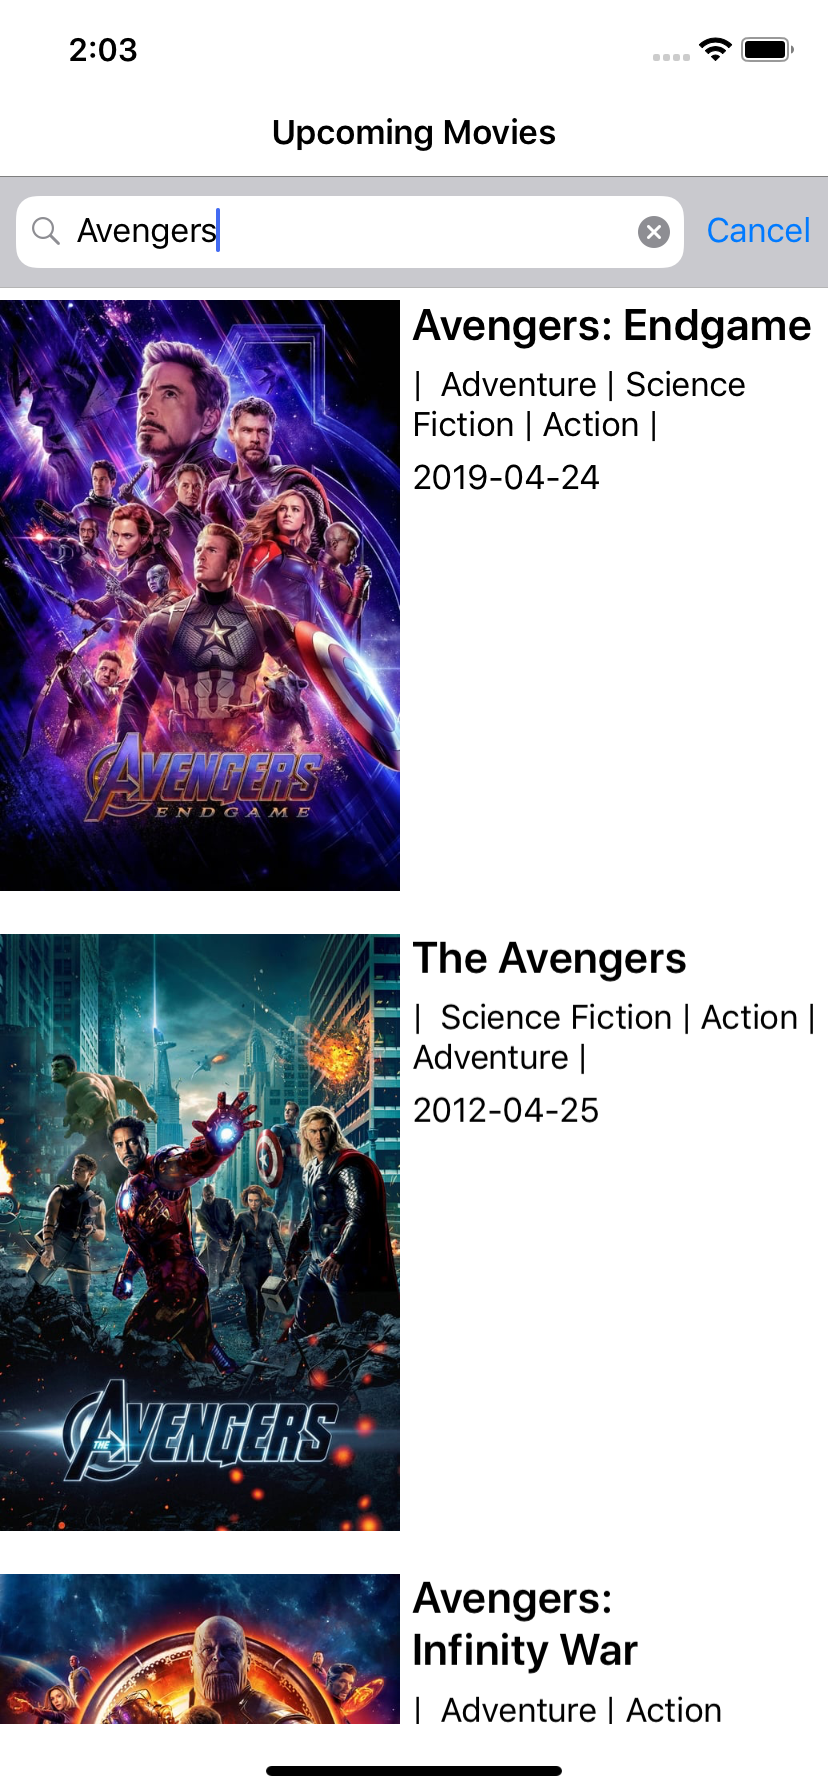 2:03
Upcoming Movies
Avengers
Cancel
AVENGERS
ENDGAME
Avengers: Endgame
| Adventure | Science
Fiction | Action |
2019-04-24
THE AVENGERS
The Avengers
| Science Fiction | Action |
Adventure |
2012-04-25
Avengers:
Infinity War
| Adventure | Action